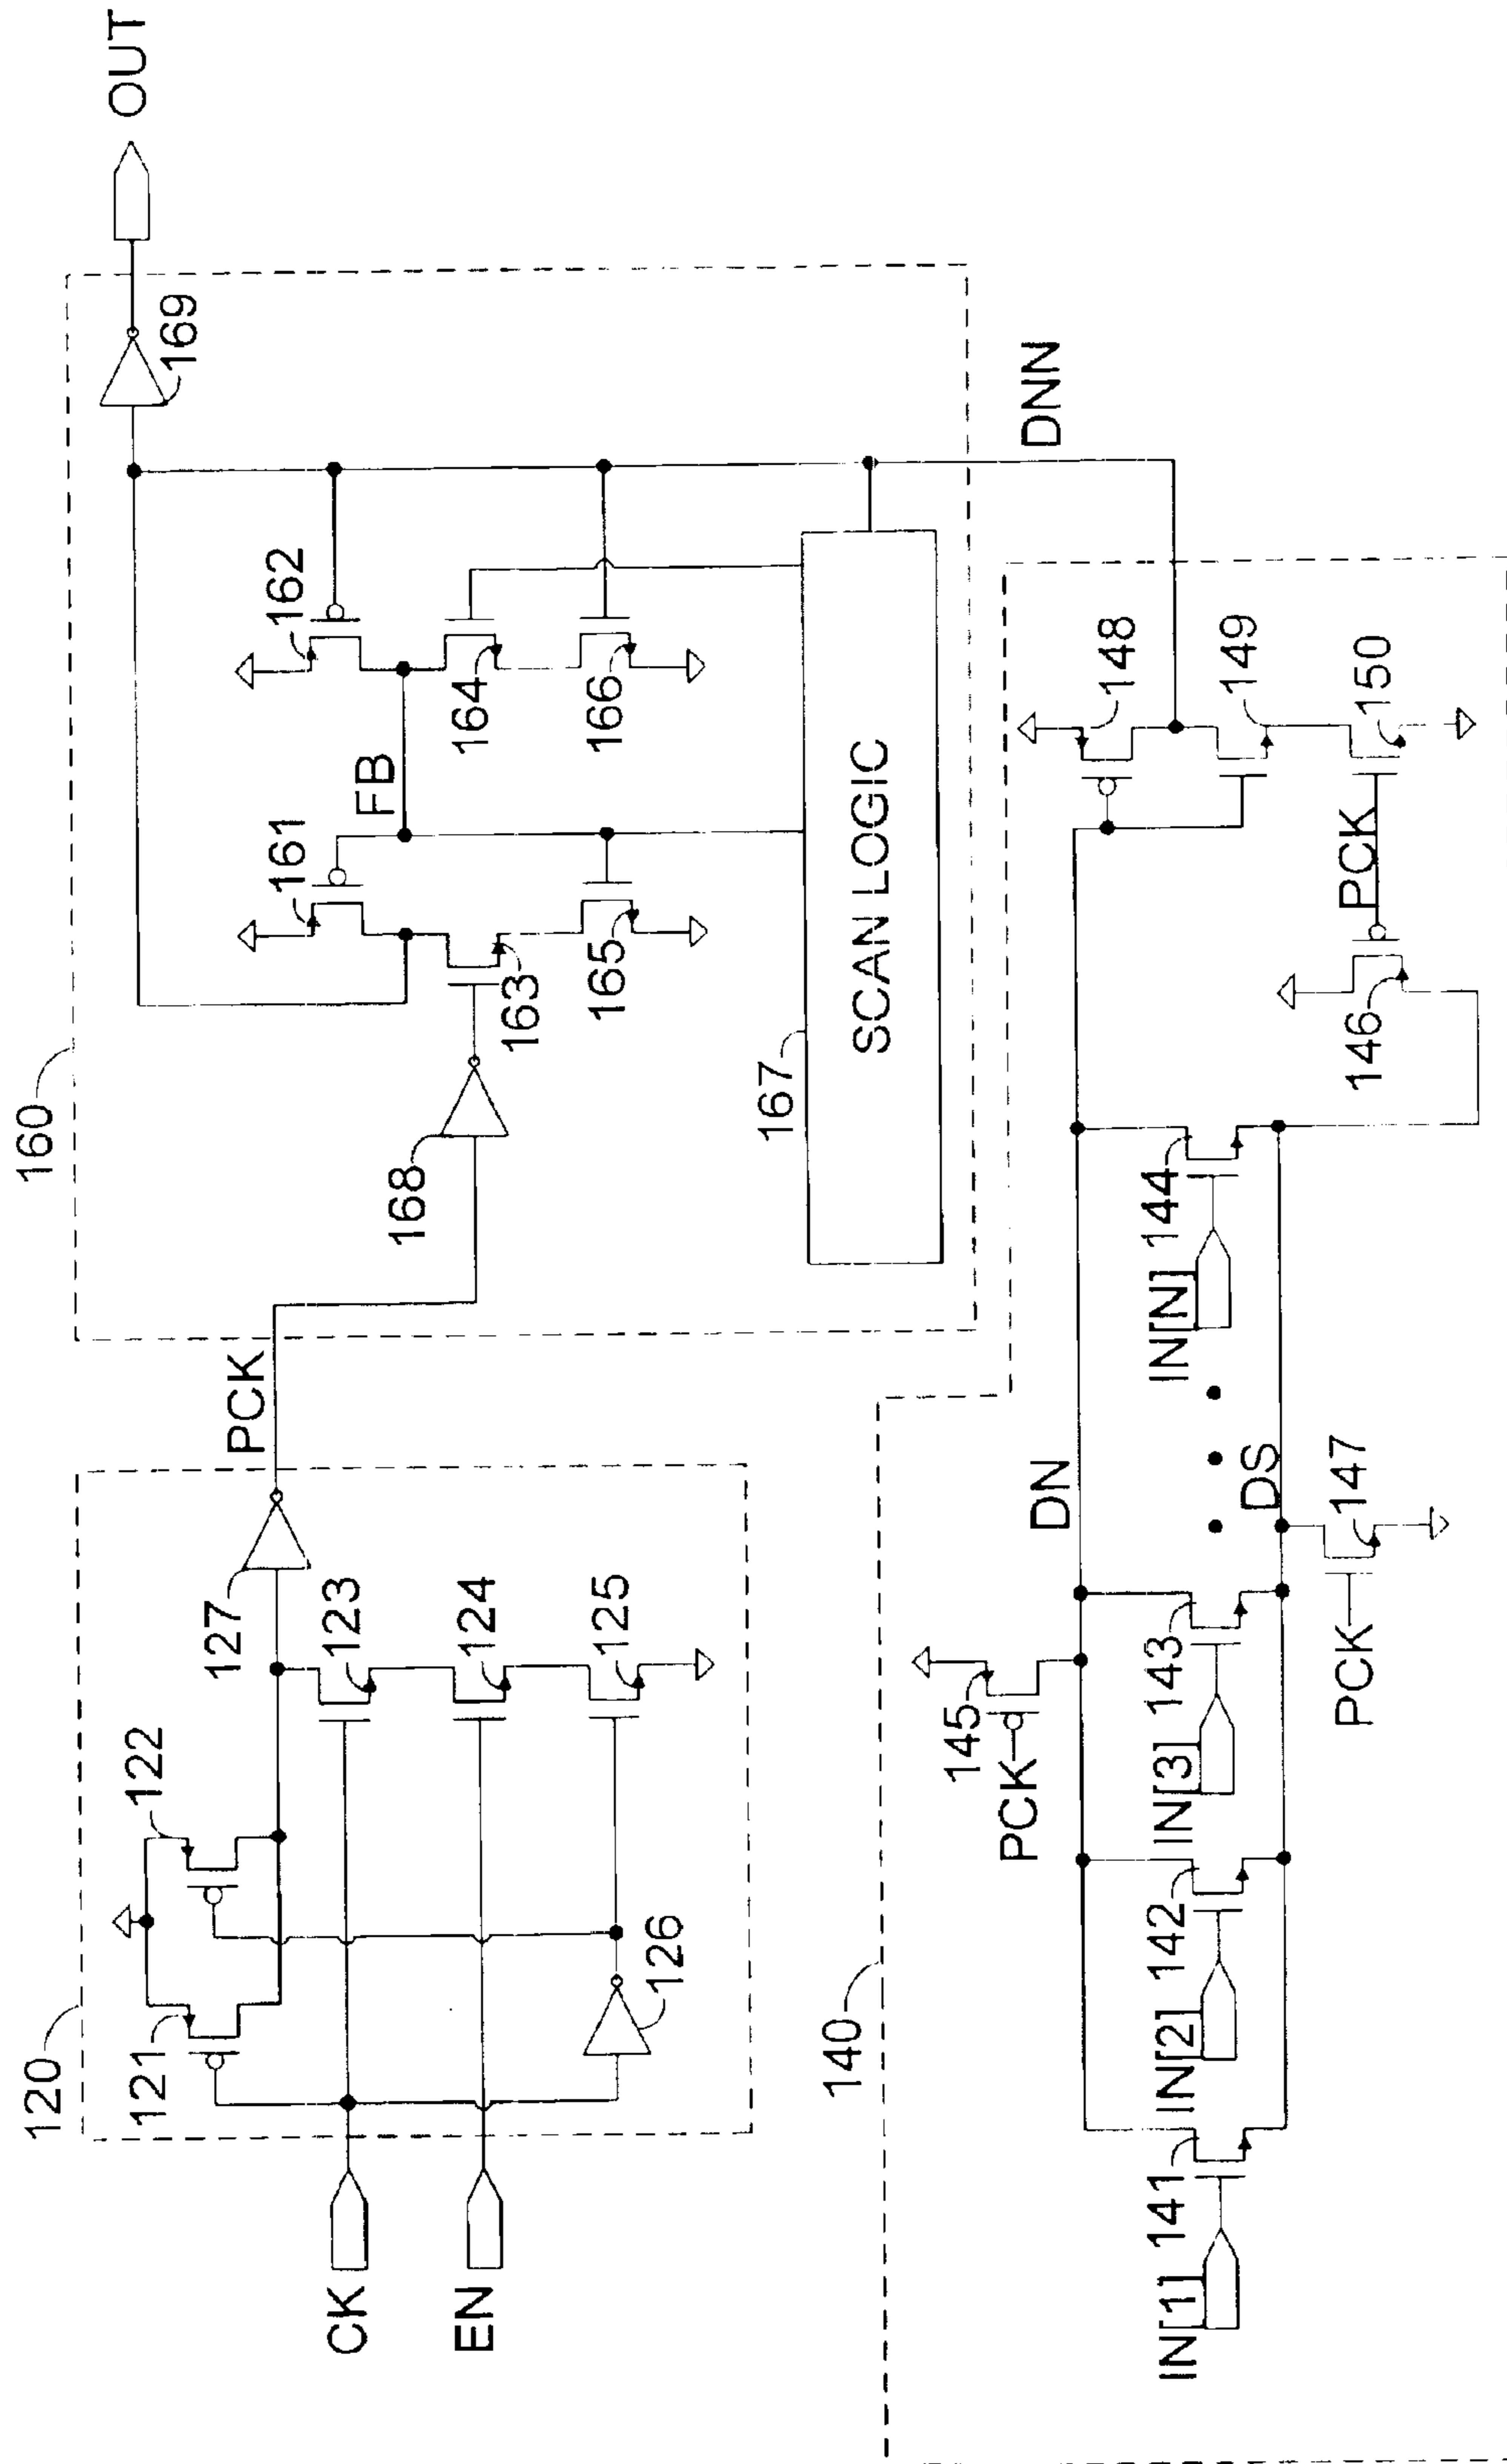 120
121
122
123
124
125
126
127
CK
EN
PCK
160
161
162
163
164
165
166
167
168
169
FB
SCAN LOGIC
OUT
DNN
140
IN[1]
141
IN[2]
142
IN[3]
143
IN[N]
144
PCK
145
DN
DS
PCK
147
146
PCK
148
149
150